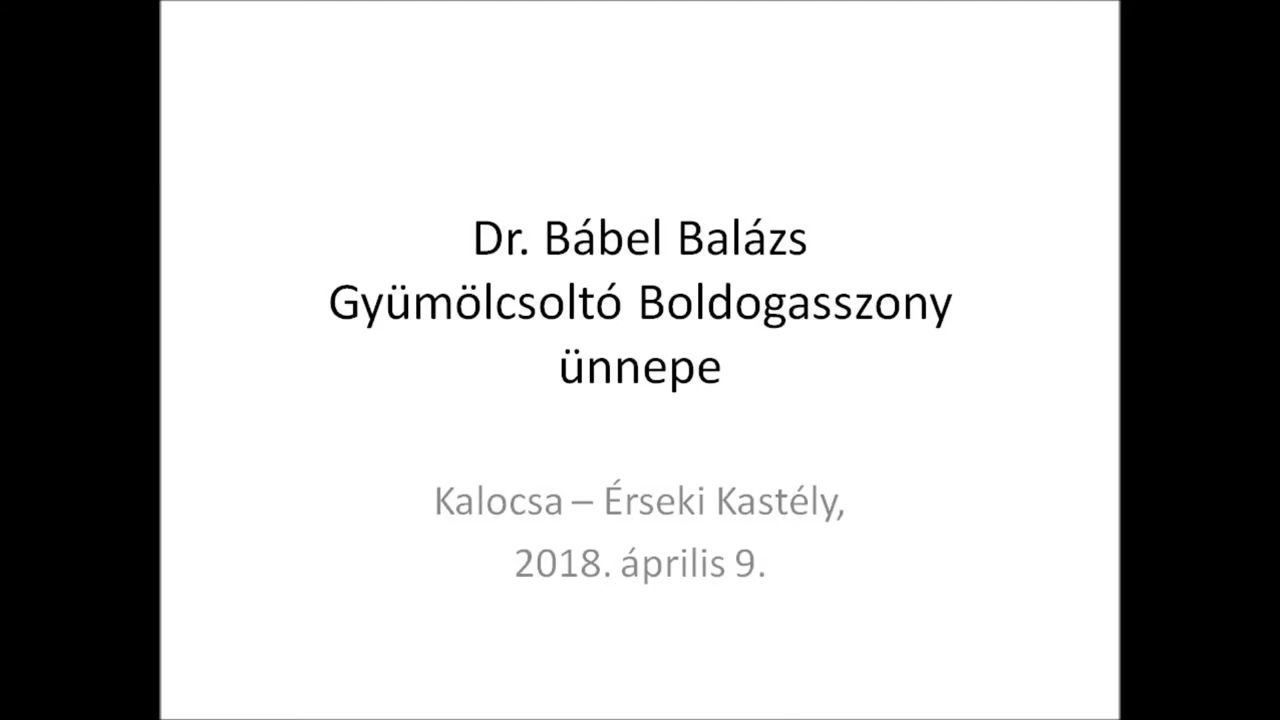 Dr. Bábel Balázs
Gyümölcsoltó Boldogasszony
ünnepe
Kalocsa – Érseki Kastély,
2018. április 9.